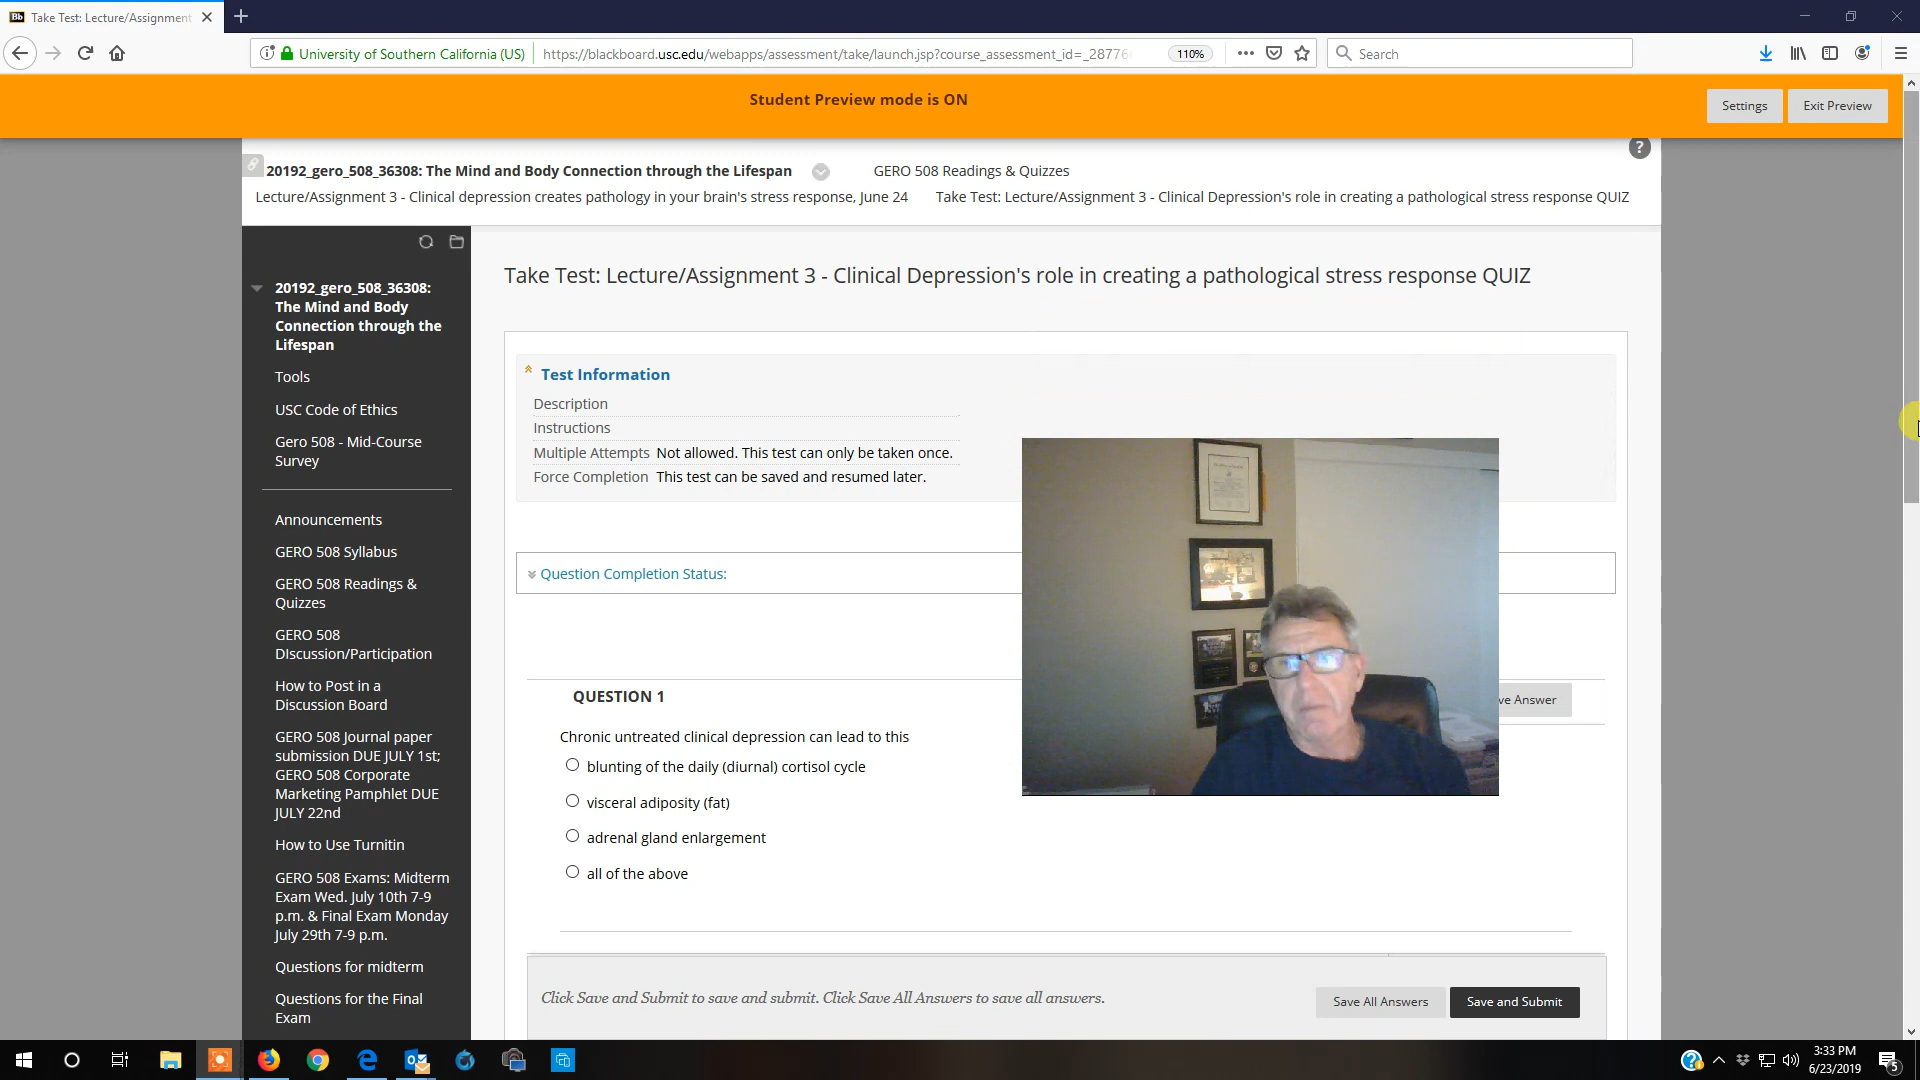 Take Test: Lecture/Assignment
University of Southern California (US)
https://blackboard.usc.edu/webapps/assessment/take/launch.jsp?course_assessment_id=_28776
110%
Search
Student Preview mode is ON
Settings
Exit Preview
?
20192_gero_508_36308: The Mind and Body Connection through the Lifespan
GERO 508 Readings & Quizzes
Lecture/Assignment 3 - Clinical depression creates pathology in your brain's stress response, June 24
Take Test: Lecture/Assignment 3 - Clinical Depression's role in creating a pathological stress response QUIZ
20192_gero_508_36308:
The Mind and Body
Connection through the
Lifespan
Tools
USC Code of Ethics
Gero 508 - Mid-Course
Survey
Announcements
GERO 508 Syllabus
GERO 508 Readings &
Quizzes
GERO 508
DIscussion/Participation
How to Post in a
Discussion Board
GERO 508 Journal paper
submission DUE JULY 1st;
GERO 508 Corporate
Marketing Pamphlet DUE
JULY 22nd
How to Use Turnitin
GERO 508 Exams: Midterm
Exam Wed. July 10th 7-9
p.m. & Final Exam Monday
July 29th 7-9 p.m.
Questions for midterm
Questions for the Final
Exam
Take Test: Lecture/Assignment 3 - Clinical Depression's role in creating a pathological stress response QUIZ
Test Information
Description
Instructions
Multiple Attempts Not allowed. This test can only be taken once.
Force Completion This test can be saved and resumed later.
Question Completion Status:
QUESTION 1
ve Answer
Chronic untreated clinical depression can lead to this
blunting of the daily (diurnal) cortisol cycle
visceral adiposity (fat)
adrenal gland enlargement
all of the above
Click Save and Submit to save and submit. Click Save All Answers to save all answers.
Save All Answers
Save and Submit
3:33 PM
6/23/2019
5